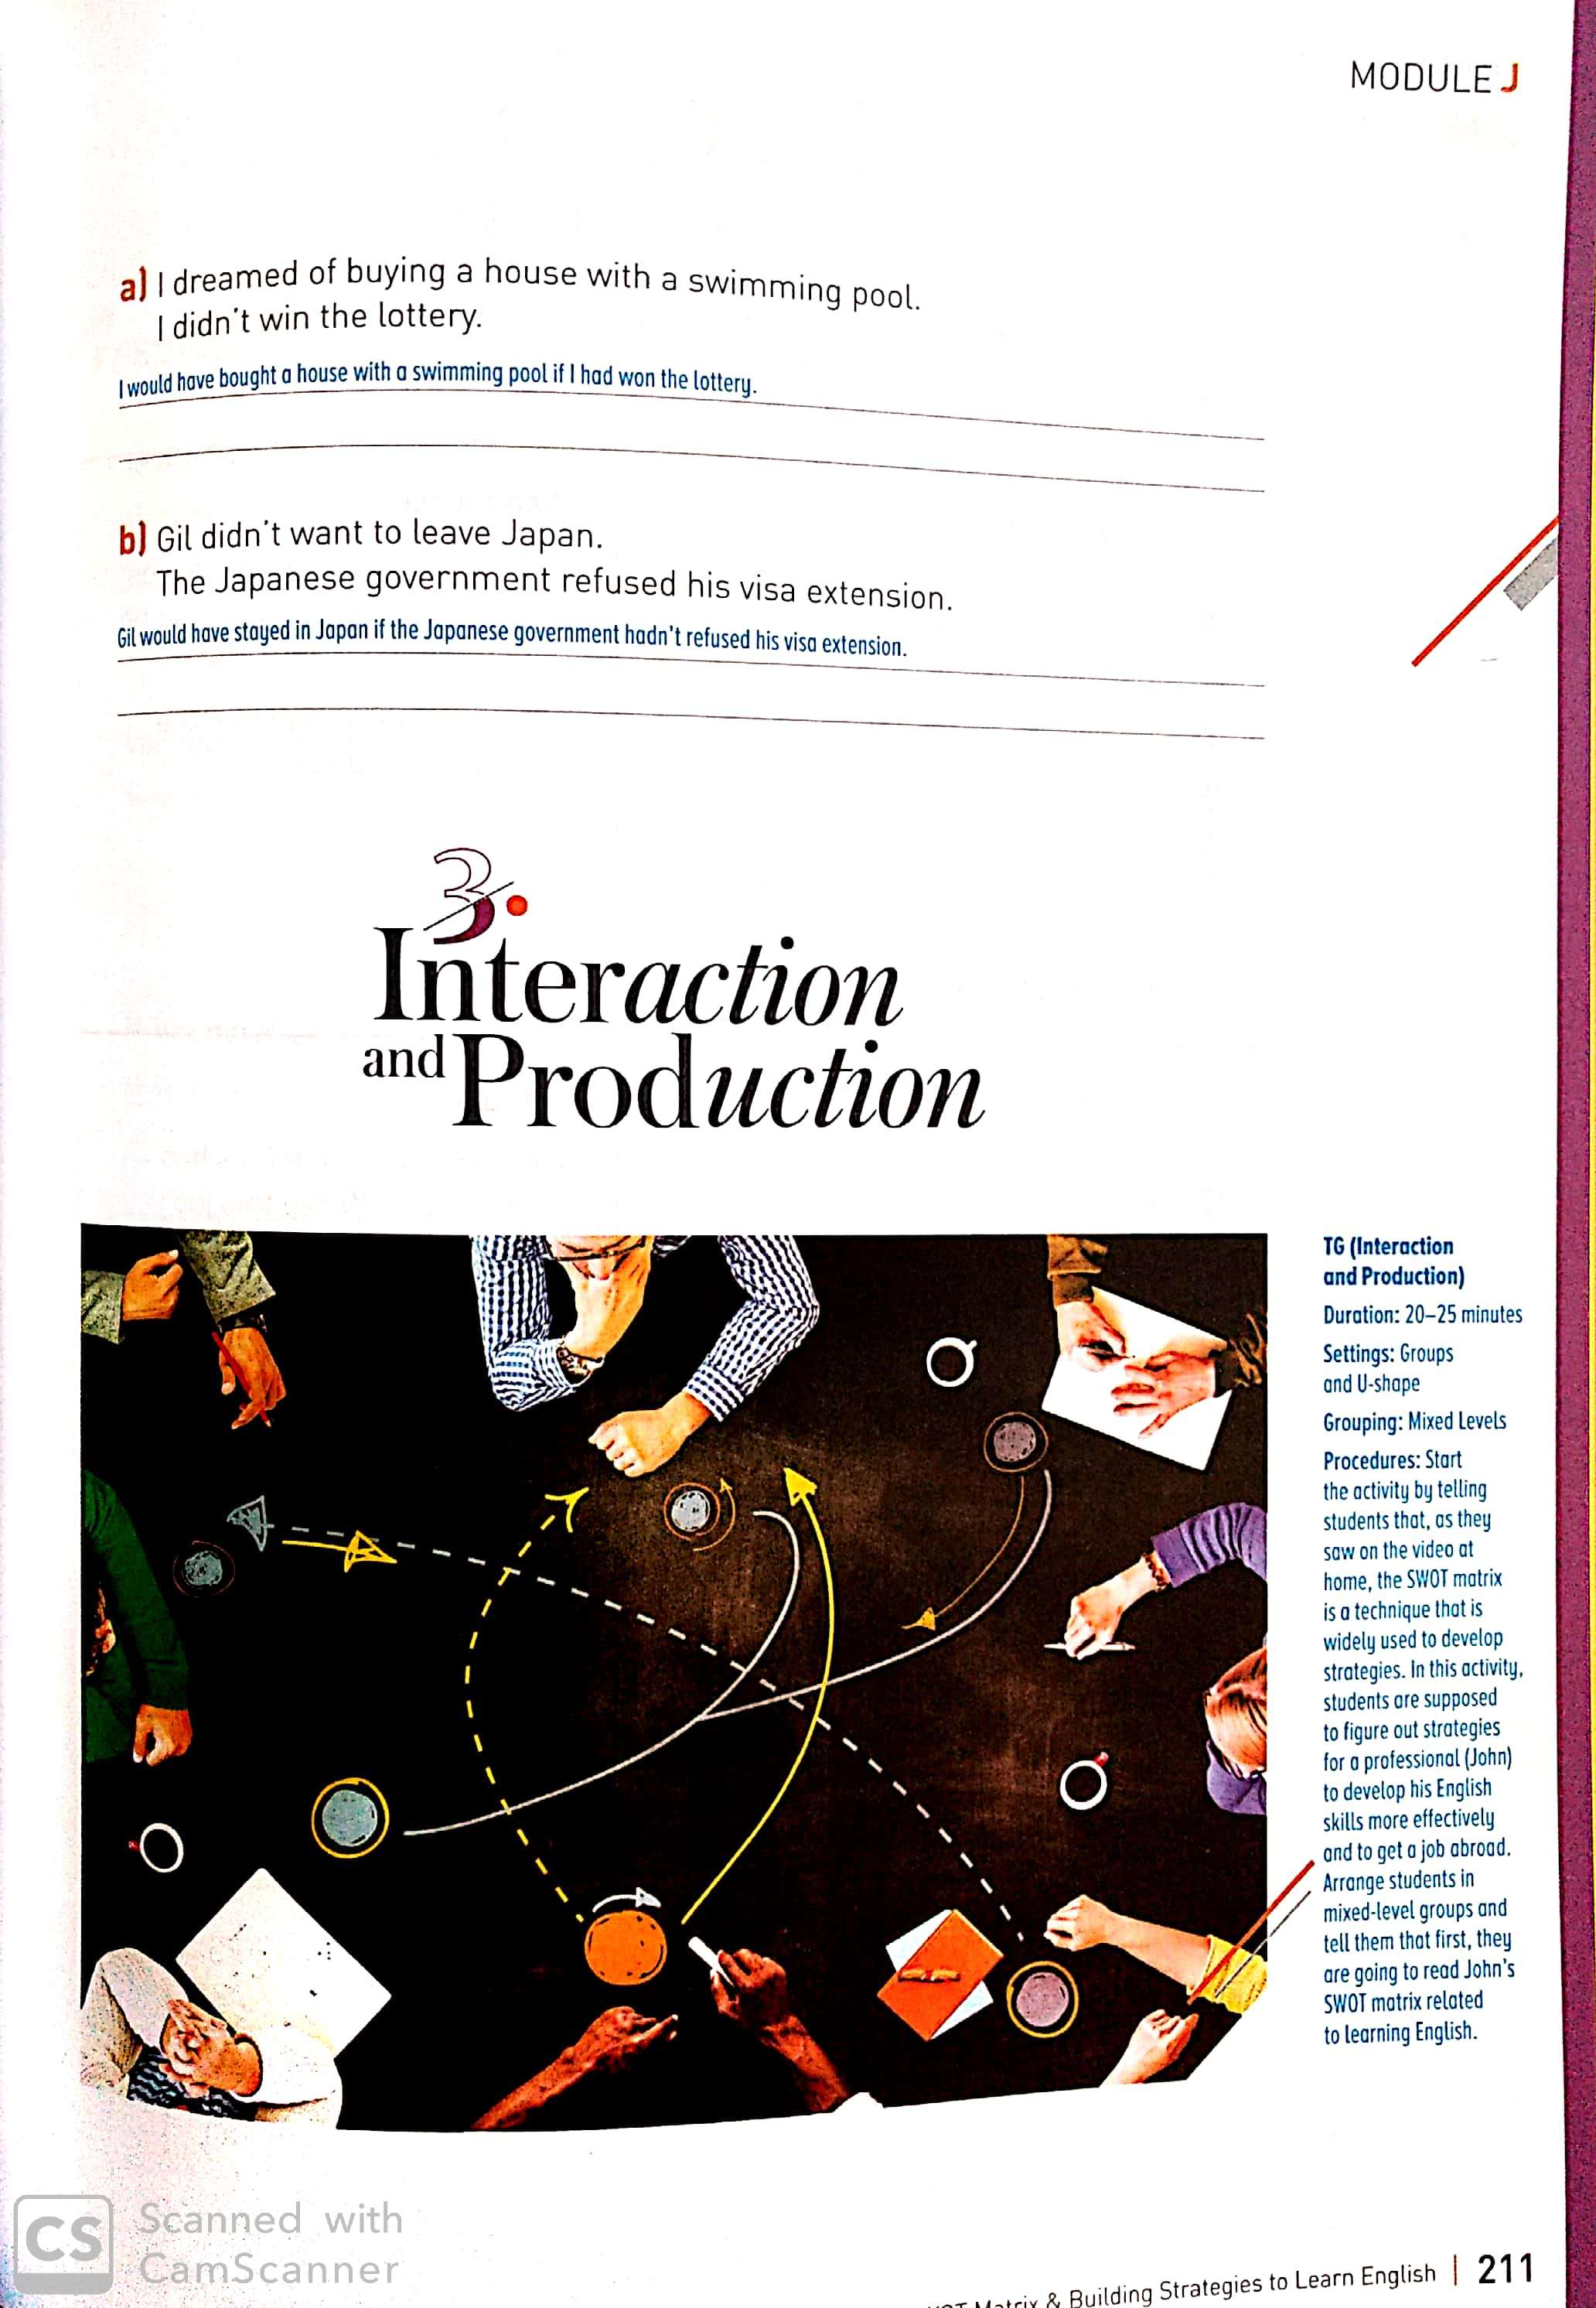 MODULE J
a) I dreamed of buying a house with a swimming pool.
I didn't win the lottery.
I would have bought a house with a swimming pool if I had won the lottery.
b) Gil didn't want to leave Japan.
The Japanese government refused his visa extension.
Gil would have stayed in Japan if the Japanese government hadn't refused his visa extension.
3.
Interaction
and Production
TG (Interaction
and Production)
Duration: 20–25 minutes
Settings: Groups
and U-shape
Grouping: Mixed Levels
Procedures: Start
the activity by telling
students that, as they
saw on the video at
home, the SWOT matrix
is a technique that is
widely used to develop
strategies. In this activity,
students are supposed
to figure out strategies
for a professional (John)
to develop his English
skills more effectively
and to get a job abroad.
Arrange students in
mixed-level groups and
tell them that first, they
are going to read John's
SWOT matrix related
to learning English.
CS
Scanned with
CamScanner
Matrix & Building Strategies to Learn English | 211